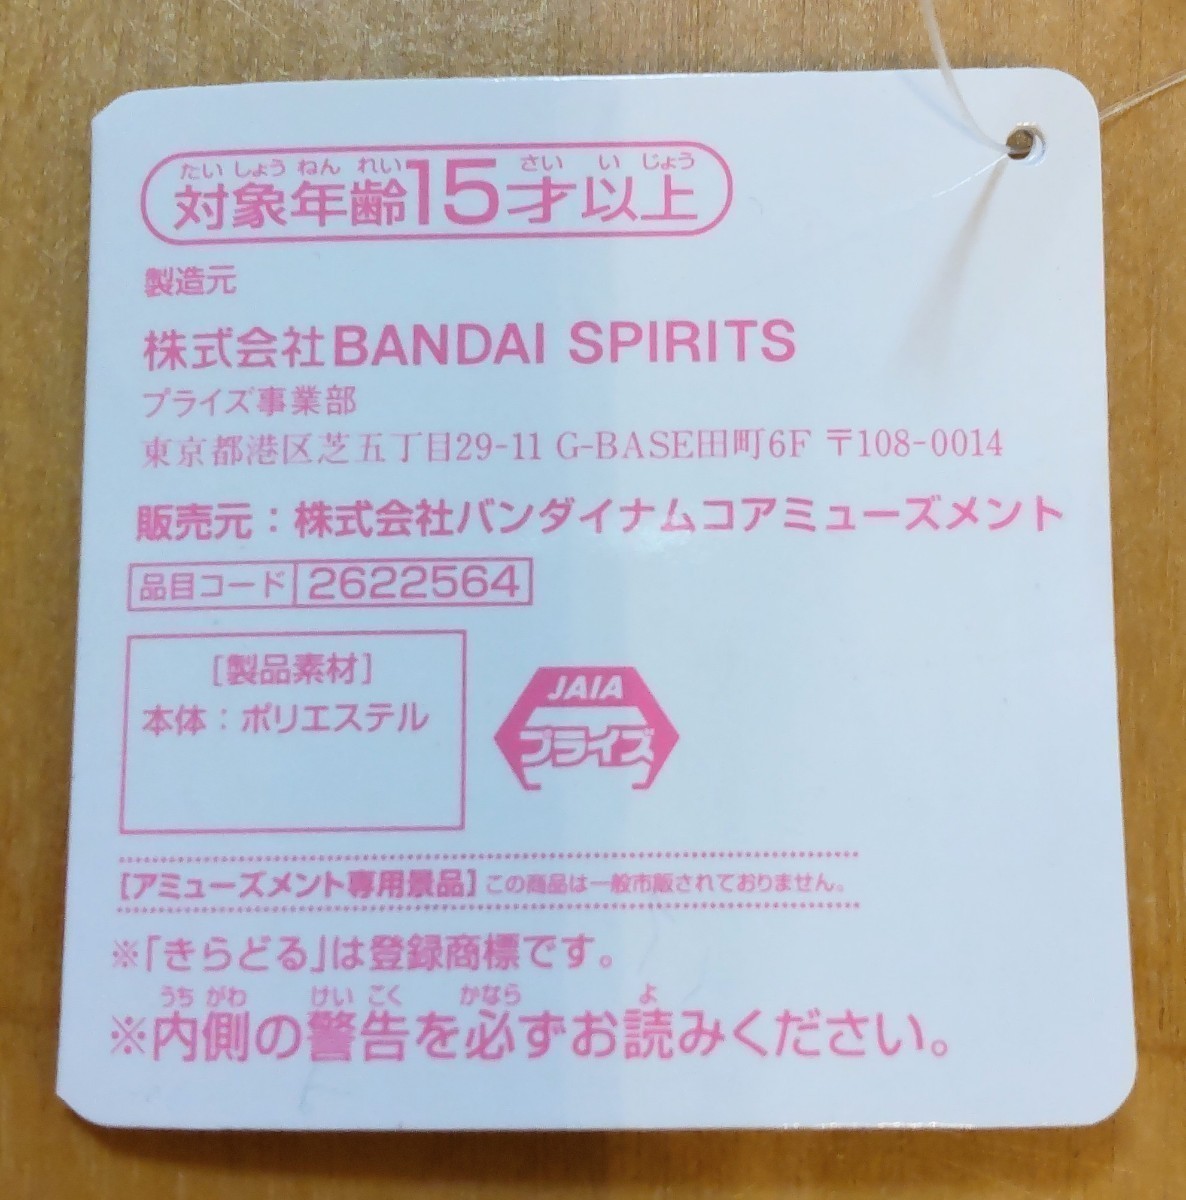 たいしょうねんれい さいいじょう
対象年齢15才以上
製造元
株式会社BANDAI SPIRITS
プライズ事業部
東京都港区芝五丁目29-11 G-BASE田町6F 〒108-0014
販売元：株式会社バンダイナムコアミューズメント
品目コード 2622564
[製品素材]
本体：ポリエステル
JAIA
プライズ
[アミューズメント専用景品] この商品は一般市販されておりません。
※「きらどる」は登録商標です。
うちがわ けいこく かなら よ
※内側の警告を必ずお読みください。